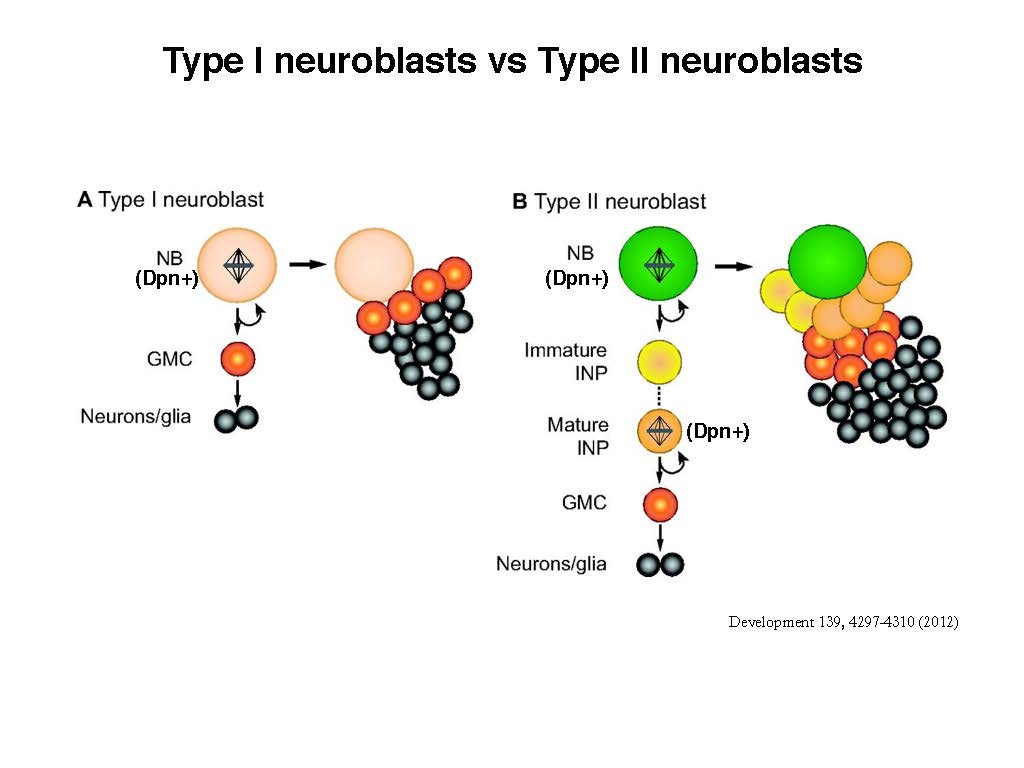 Type I neuroblasts vs Type II neuroblasts
A Type I neuroblast
NB
(Dpn+)
GMC
Neurons/glia
B Type II neuroblast
NB
(Dpn+)
Immature
INP
Mature
INP
(Dpn+)
GMC
Neurons/glia
Development 139, 4297-4310 (2012)